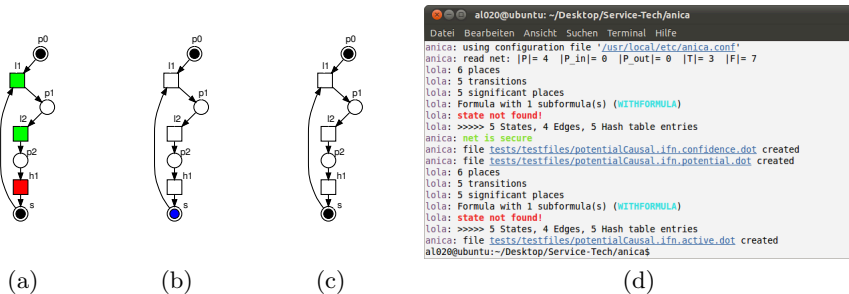 p0
l1
p1
l2
p2
h1
s
(a)
p0
l1
p1
l2
p2
h1
s
(b)
p0
l1
p1
l2
p2
h1
s
(c)
al020@ubuntu: ~/Desktop/Service-Tech/anica
Datei Bearbeiten Ansicht Suchen Terminal Hilfe
anica: using configuration file '/usr/local/etc/anica.conf'
anica: read net: |P|= 4 |P_in|= 0 |P_out|= 0 |T|= 3 |F|= 7
lola: 6 places
lola: 5 transitions
lola: 5 significant places
lola: Formula with 1 subformula(s) (WITHFORMULA)
lola: state not found!
lola: >>>>> 5 States, 4 Edges, 5 Hash table entries
anica: net is secure
anica: file tests/testfiles/potentialCausal.ifn.confidence.dot created
anica: file tests/testfiles/potentialCausal.ifn.potential.dot created
lola: 6 places
lola: 5 transitions
lola: 5 significant places
lola: Formula with 1 subformula(s) (WITHFORMULA)
lola: state not found!
lola: >>>>> 5 States, 4 Edges, 5 Hash table entries
anica: file tests/testfiles/potentialCausal.ifn.active.dot created
al020@ubuntu:~/Desktop/Service-Tech/anica$
(d)